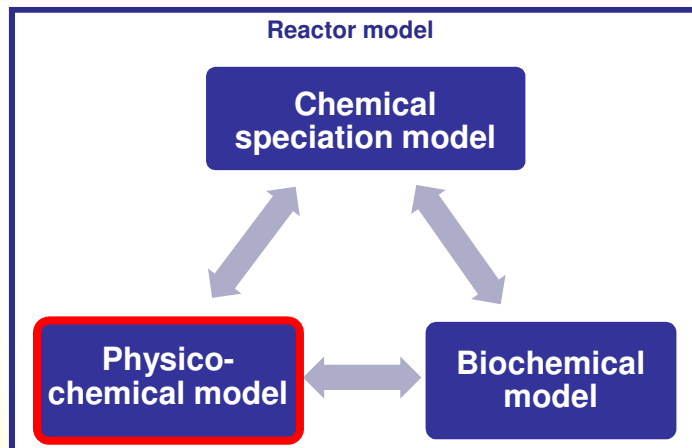 Reactor model
Chemical
speciation model
Physico-
chemical model
Biochemical
model